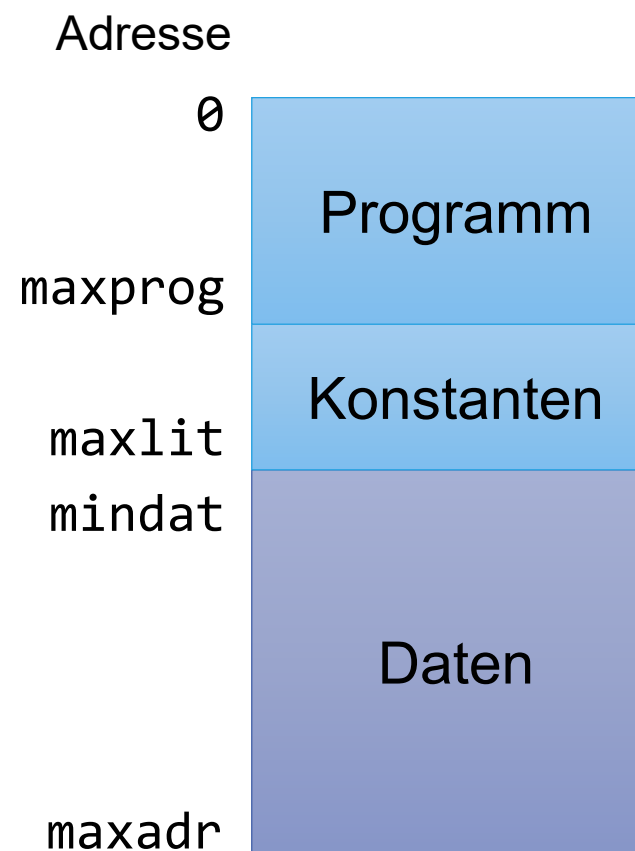 Adresse
0
Programm
maxprog
Konstanten
maxlit
mindat
Daten
maxadr